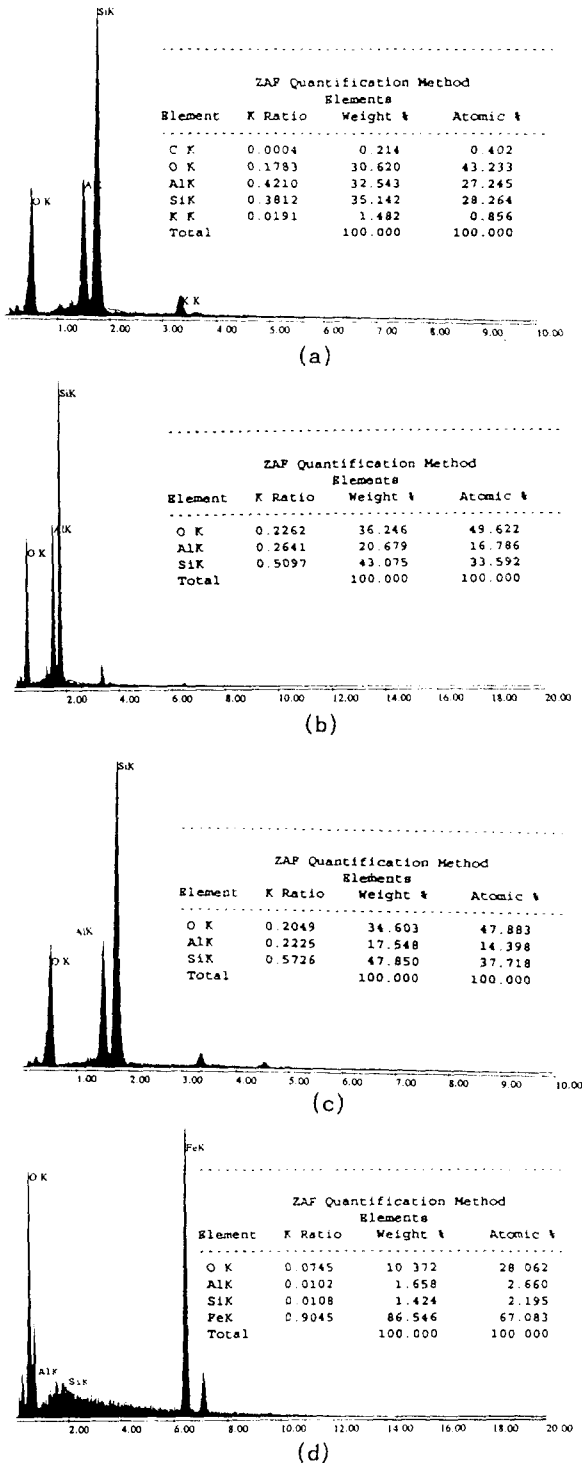 SiK
ZAF Quantification Method
Elements
Element K Ratio Weight % Atomic %
C K 0.0004 0.214 0.402
O K 0.1783 30.620 43.233
AlK 0.4210 32.543 27.245
SiK 0.3812 35.142 28.264
K K 0.0191 1.482 0.856
Total 100.000 100.000
O K
K K
1.00 2.00 3.00 4.00 5.00 6.00 7.00 8.00 9.00 10.00
(a)
SiK
ZAF Quantification Method
Elements
Element K Ratio Weight % Atomic %
O K 0.2262 36.246 49.622
AlK 0.2641 20.679 16.786
SiK 0.5097 43.075 33.592
Total 100.000 100.000
AlK
O K
2.00 4.00 6.00 8.00 10.00 12.00 14.00 16.00 18.00 20.00
(b)
SiK
ZAF Quantification Method
Elements
Element K Ratio Weight % Atomic %
O K 0.2049 34.603 47.883
AlK 0.2225 17.548 14.398
SiK 0.5726 47.850 37.718
Total 100.000 100.000
AlK
O K
1.00 2.00 3.00 4.00 5.00 6.00 7.00 8.00 9.00 10.00
(c)
FeK
O K
ZAF Quantification Method
Elements
Element K Ratio Weight % Atomic %
O K 0.0745 10 372 28 062
AlK 0.0102 1.658 2.660
SiK 0.0108 1.424 2.195
FeK 0.9045 86.546 67.083
Total 100.000 100 000
AlK
SiK
2.00 4.00 6.00 8.00 10.00 12.00 14.00 16.00 18.00 20.00
(d)